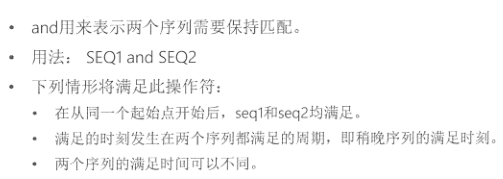 • and用来表示两个序列需要保持匹配。
• 用法： SEQ1 and SEQ2
• 下列情形将满足此操作符：
• 在从同一个起始点开始后，seq1和seq2均满足。
• 满足的时刻发生在两个序列都满足的周期，即稍晚序列的满足时刻。
• 两个序列的满足时间可以不同。